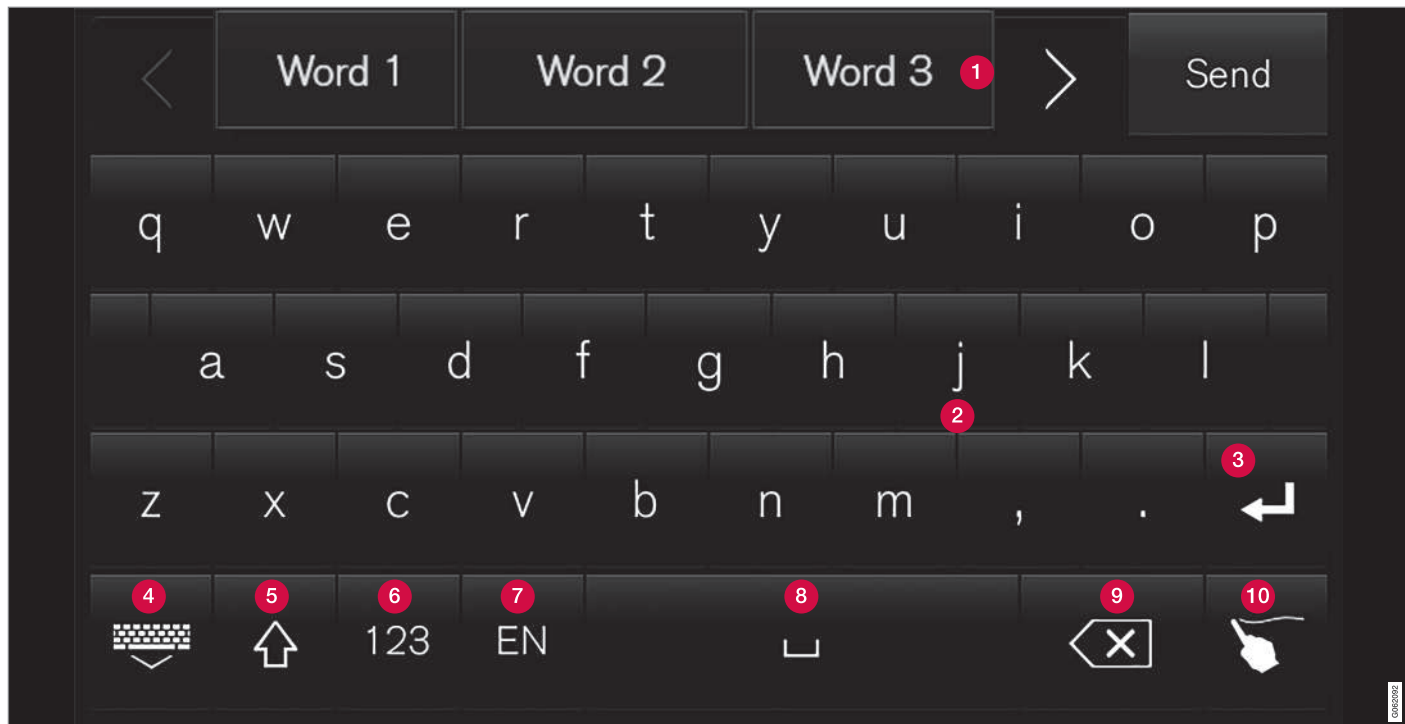 Word 1 Word 2 Word 3 1 Send
q w e r t y u i o p
a s d f g h j k l
2
z x c v b n m , . 3
4 5 6 7 8 9 10
123 EN
G062092